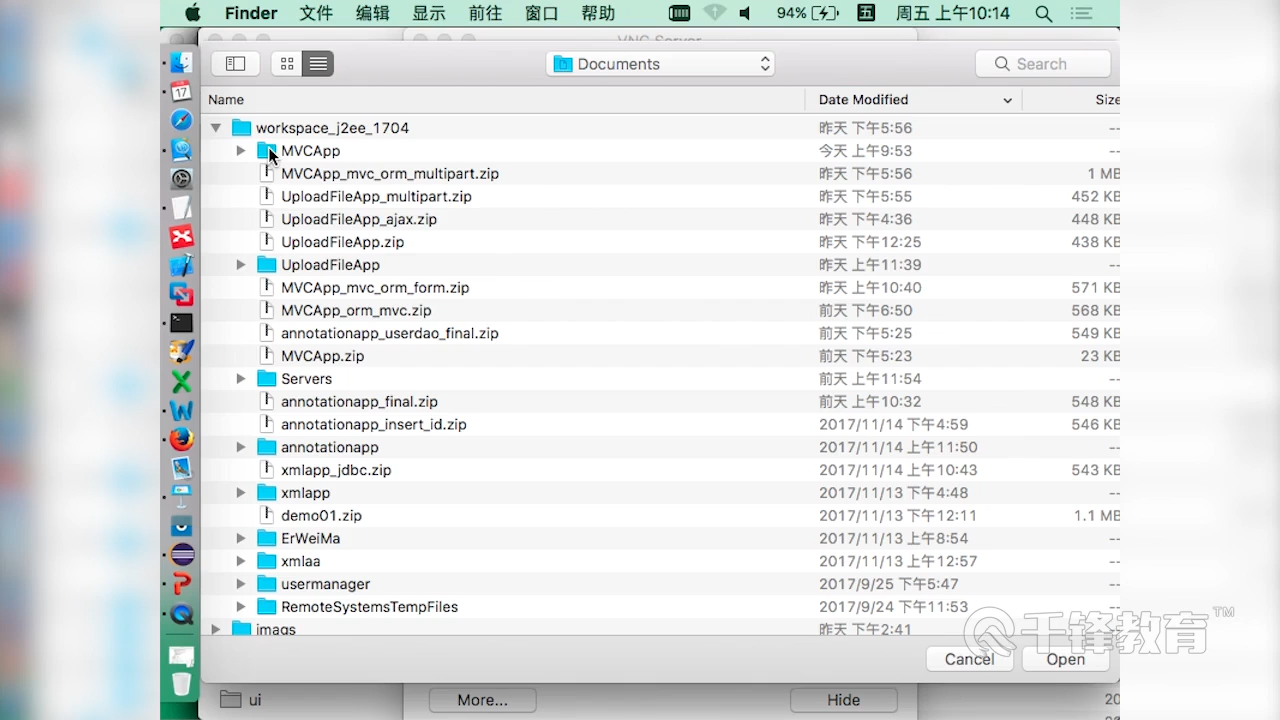 Finder 文件 编辑 显示 前往 窗口 帮助 94% 五 周五 上午10:14
Documents Search
Name Date Modified Size
workspace_j2ee_1704 昨天 下午5:56 --
17
MVCApp 今天 上午9:53 --
MVCApp_mvc_orm_multipart.zip 昨天 下午5:56 1 MB
UploadFileApp_multipart.zip 昨天 下午5:55 452 KB
UploadFileApp_ajax.zip 昨天 下午4:36 448 KB
UploadFileApp.zip 昨天 下午12:25 438 KB
UploadFileApp 昨天 上午11:39 --
MVCApp_mvc_orm_form.zip 昨天 上午10:40 571 KB
MVCApp_orm_mvc.zip 前天 下午6:50 568 KB
annotationapp_userdao_final.zip 前天 下午5:25 549 KB
MVCApp.zip 前天 下午5:23 23 KB
Servers 前天 上午11:54 --
annotationapp_final.zip 前天 上午10:32 548 KB
annotationapp_insert_id.zip 2017/11/14 下午4:59 546 KB
annotationapp 2017/11/14 上午11:50 --
xmlapp_jdbc.zip 2017/11/14 上午10:43 543 KB
xmlapp 2017/11/13 下午4:48 --
demo01.zip 2017/11/13 下午12:11 1.1 MB
ErWeiMa 2017/11/13 上午8:54 --
xmlaa 2017/11/13 上午12:57 --
usermanager 2017/9/25 下午5:47 --
RemoteSystemsTempFiles 2017/9/24 下午11:53 --
imags 昨天 下午2:41 --
千锋教育 TM
Cancel Open
ui More... Hide 20